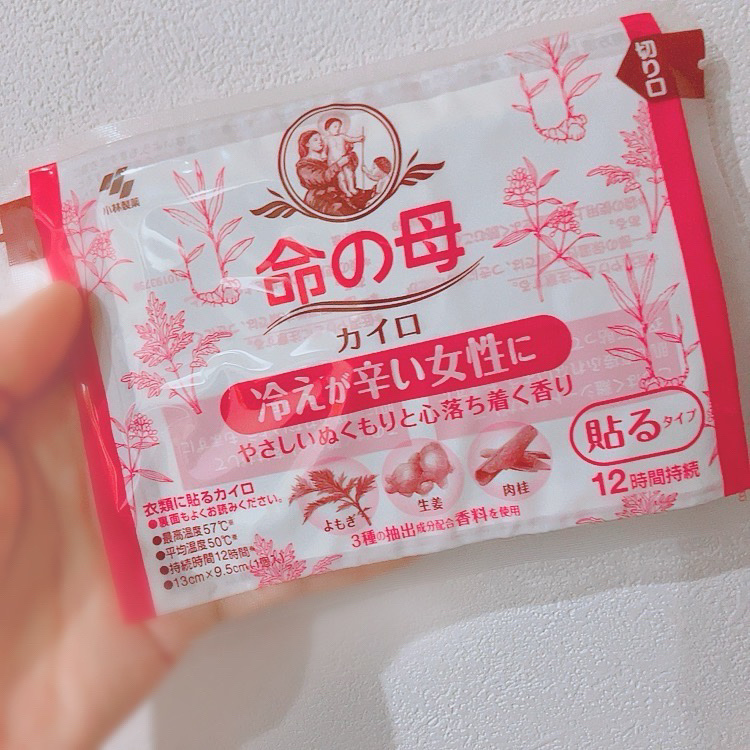 切り口
小林製薬
命の母
カイロ
冷えが辛い女性に
やさしいぬくもりと心落ち着く香り
貼るタイプ
12時間持続
よもぎ
生姜
肉桂
3種の抽出成分配合香料を使用
衣類に貼るカイロ
●裏面もよくお読みください。
●最高温度57℃※
●平均温度50℃※
●持続時間12時間※
●13cm×9.5cm(1個入)